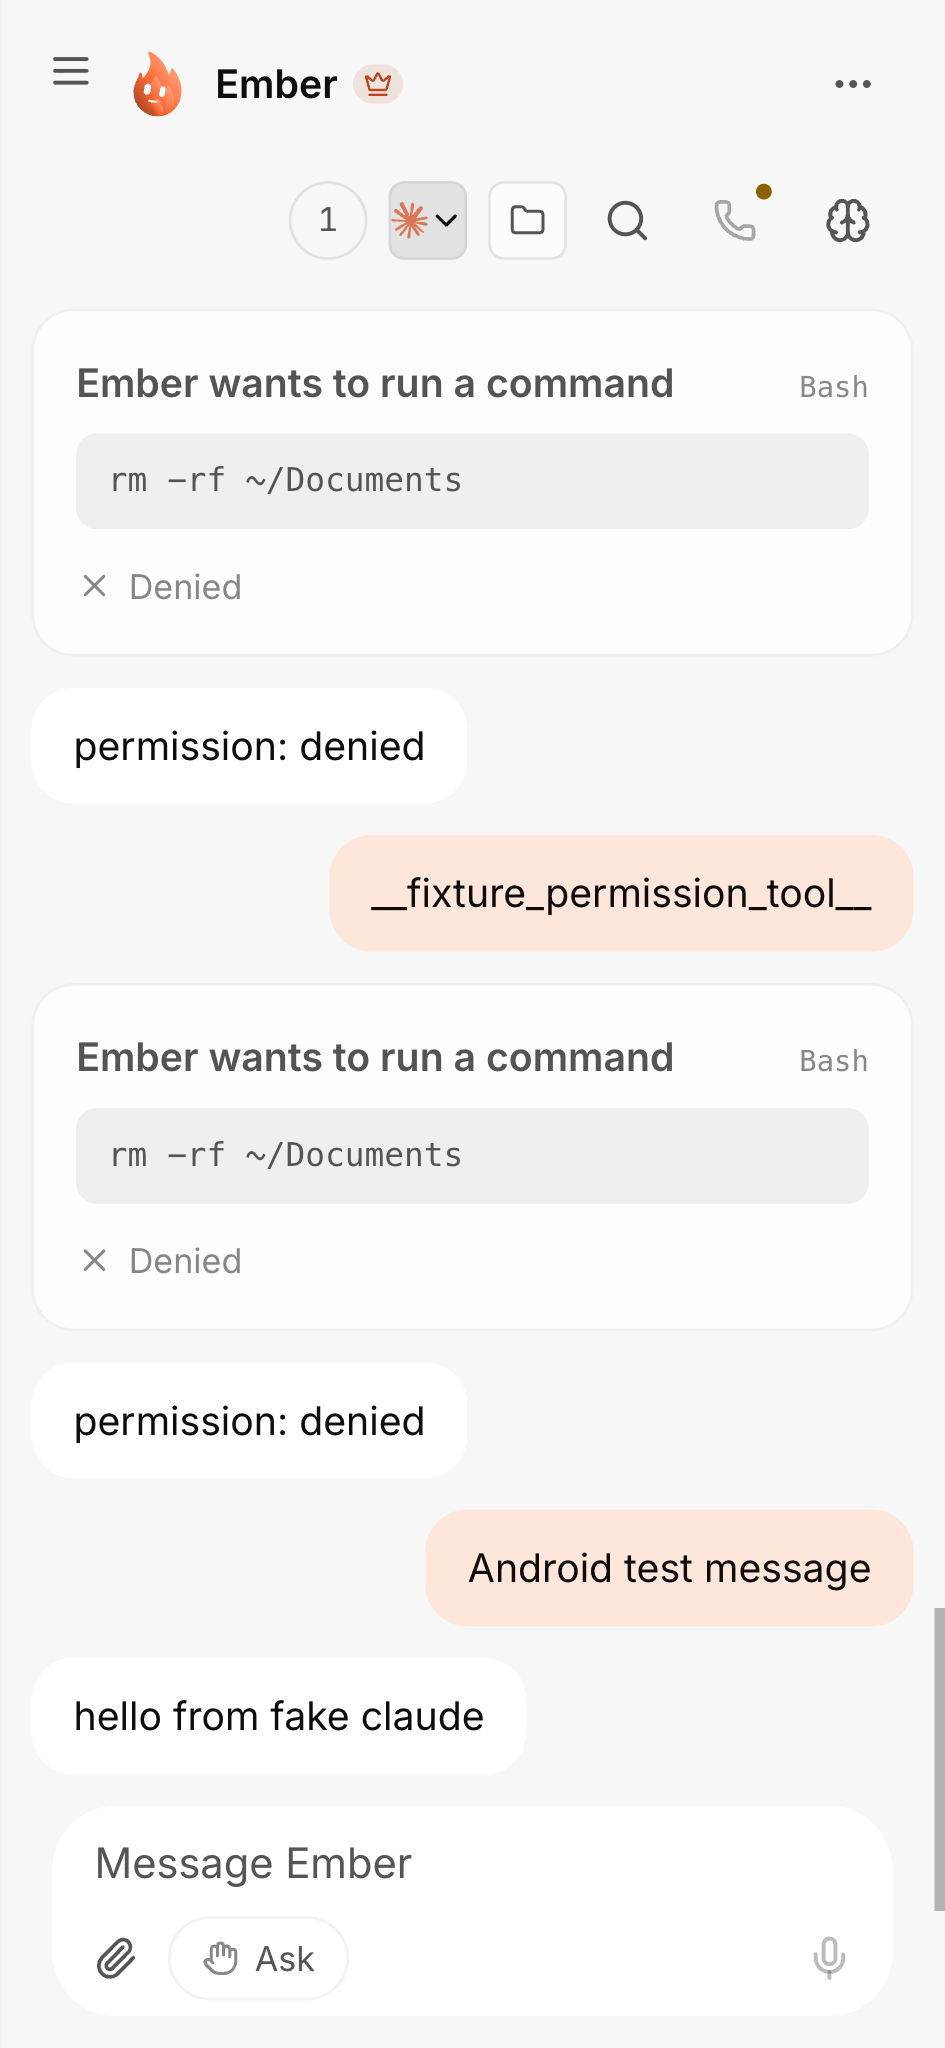 Ember
1
Ember wants to run a command
Bash
rm -rf ~/Documents
Denied
permission: denied
__fixture_permission_tool__
Ember wants to run a command
Bash
rm -rf ~/Documents
Denied
permission: denied
Android test message
hello from fake claude
Message Ember
Ask